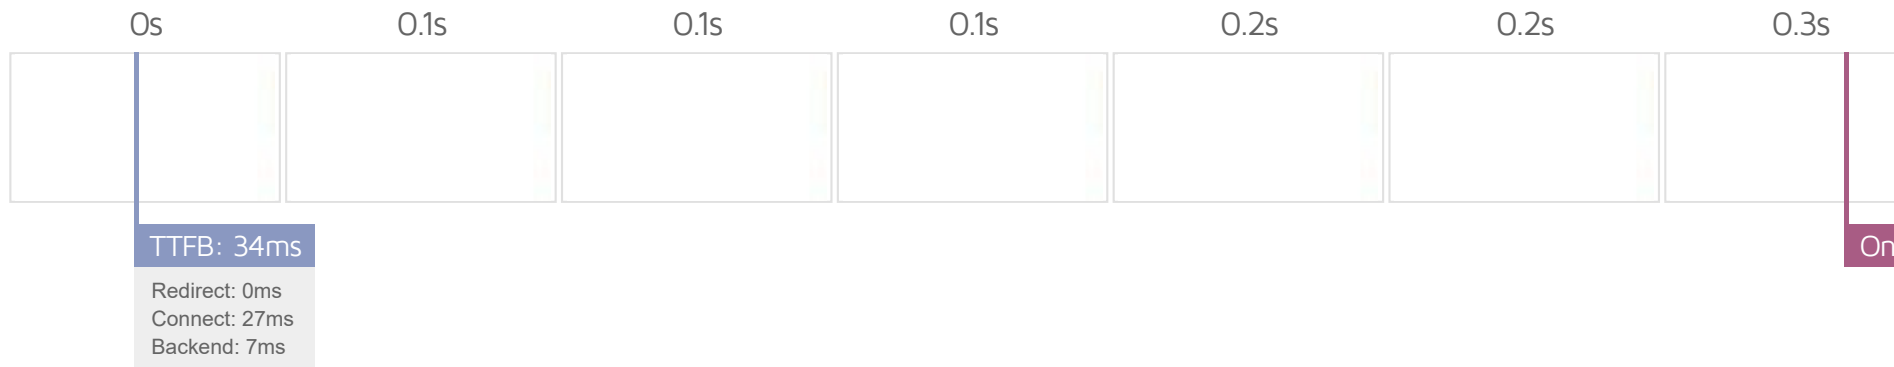 0s 0.1s 0.1s 0.1s 0.2s 0.2s 0.3s
TTFB: 34ms
On
Redirect: 0ms
Connect: 27ms
Backend: 7ms